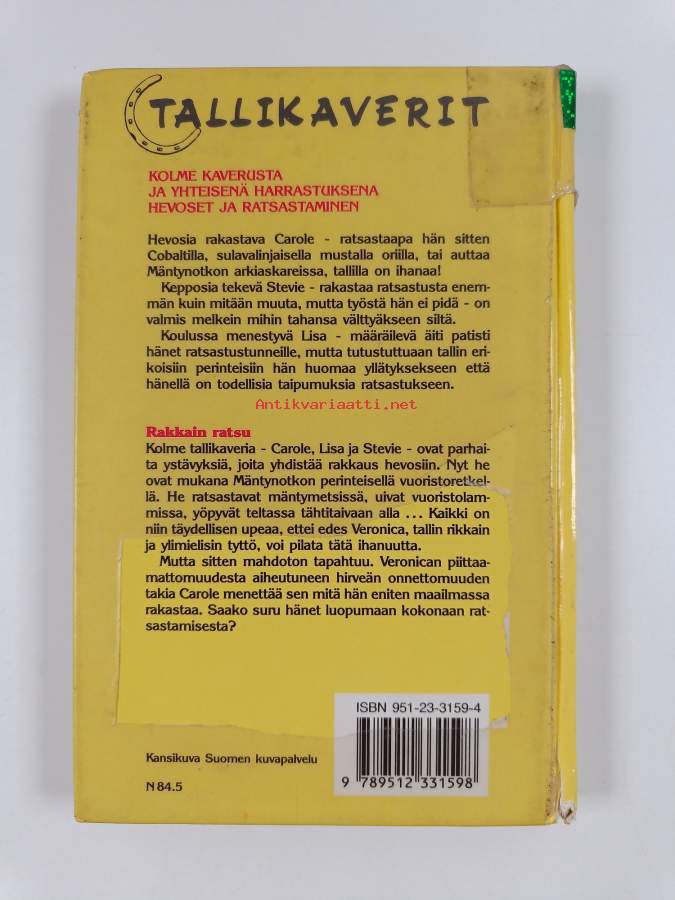 TALLIKAVERIT
KOLME KAVERUSTA
JA YHTEISENÄ HARRASTUKSENA
HEVOSET JA RATSASTAMINEN
Hevosia rakastava Carole - ratsastaapa hän sitten
Cobaltilla, sulavalinjaisella mustalla oriilla, tai auttaa
Mäntynotkon arkiaskareissa, tallilla on ihanaa!
Kepposia tekevä Stevie - rakastaa ratsastusta enem-
män kuin mitään muuta, mutta työstä hän ei pidä - on
valmis melkein mihin tahansa välttyäkseen siltä.
Koulussa menestyvä Lisa - määräilevä äiti patisti
hänet ratsastustunneille, mutta tutustuttuaan tallin eri-
koisiin perinteisiin hän huomaa yllätyksekseen että
hänellä on todellisia taipumuksia ratsastukseen.
Antikvariaatti.net
Rakkain ratsu
Kolme tallikaveria - Carole, Lisa ja Stevie - ovat parhai-
ta ystävyksiä, joita yhdistää rakkaus hevosiin. Nyt he
ovat mukana Mäntynotkon perinteisellä vuoristoretkel-
lä. He ratsastavat mäntymetsissä, uivat vuoristolam-
missa, yöpyvät teltassa tähtitaivaan alla ... Kaikki on
niin täydellisen upeaa, ettei edes Veronica, tallin rikkain
ja ylimielisin tyttö, voi pilata tätä ihanuutta.
Mutta sitten mahdoton tapahtuu. Veronican piittaa-
mattomuudesta aiheutuneen hirveän onnettomuuden
takia Carole menettää sen mitä hän eniten maailmassa
rakastaa. Saako suru hänet luopumaan kokonaan rat-
sastamisesta?
ISBN 951-23-3159-4
Kansikuva Suomen kuvapalvelu
N 84.5
9 789512 331598